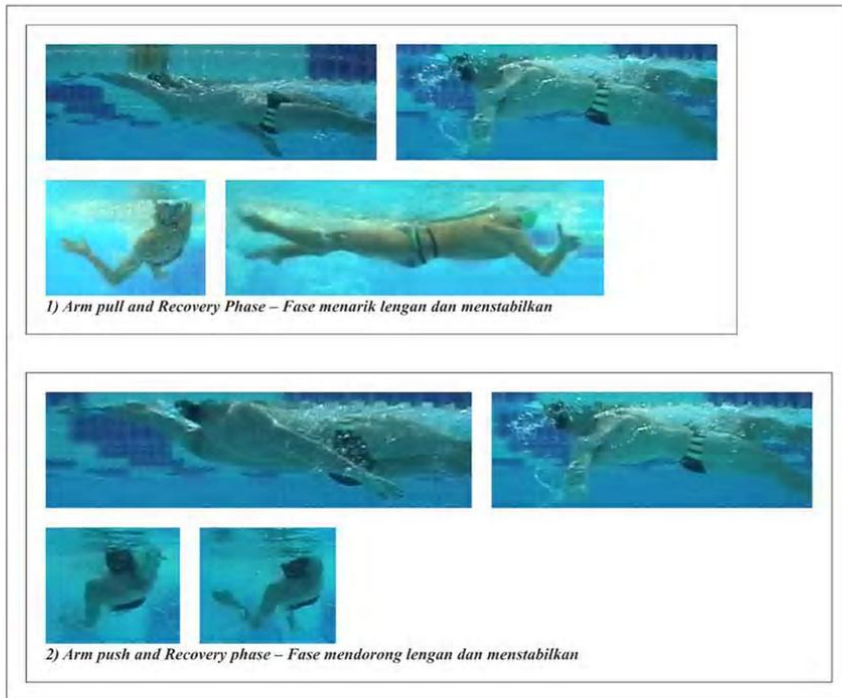 1) Arm pull and Recovery Phase – Fase menarik lengan dan menstabilkan
2) Arm push and Recovery phase – Fase mendorong lengan dan menstabilkan